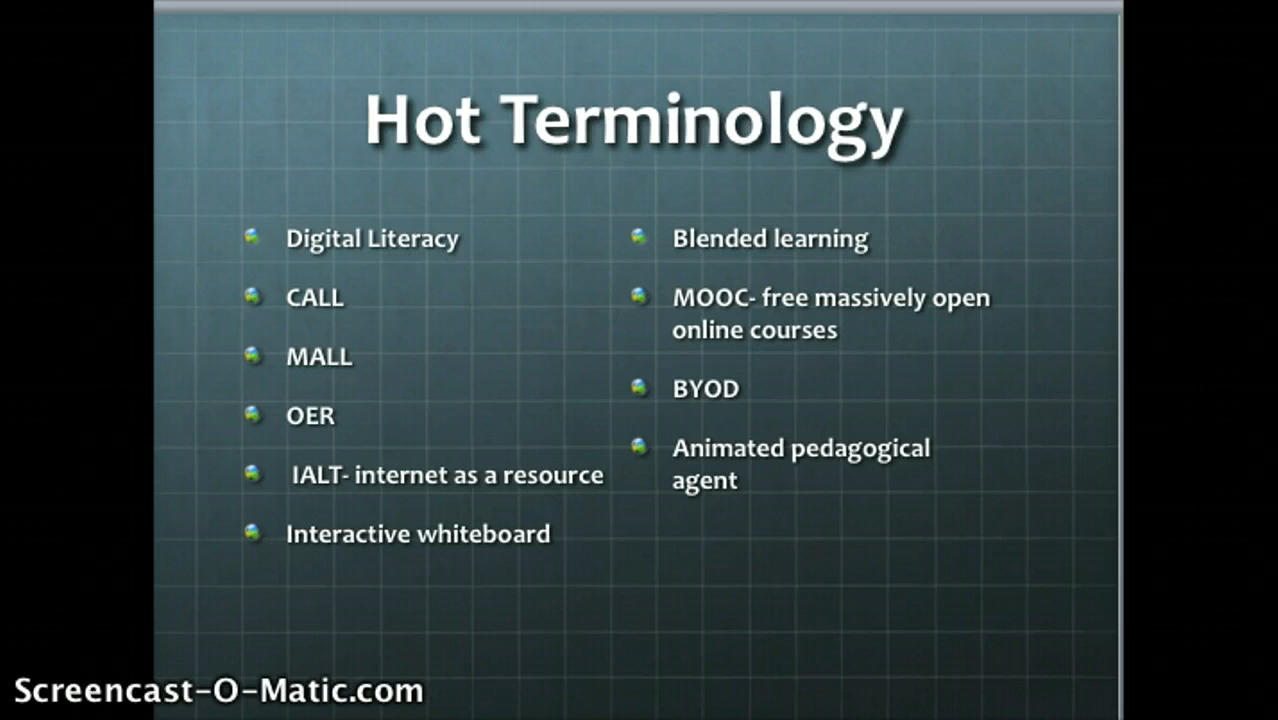 Hot Terminology
Digital Literacy
CALL
MALL
OER
IALT- internet as a resource
Interactive whiteboard
Blended learning
MOOC- free massively open
online courses
BYOD
Animated pedagogical
agent
Screencast-O-Matic.com